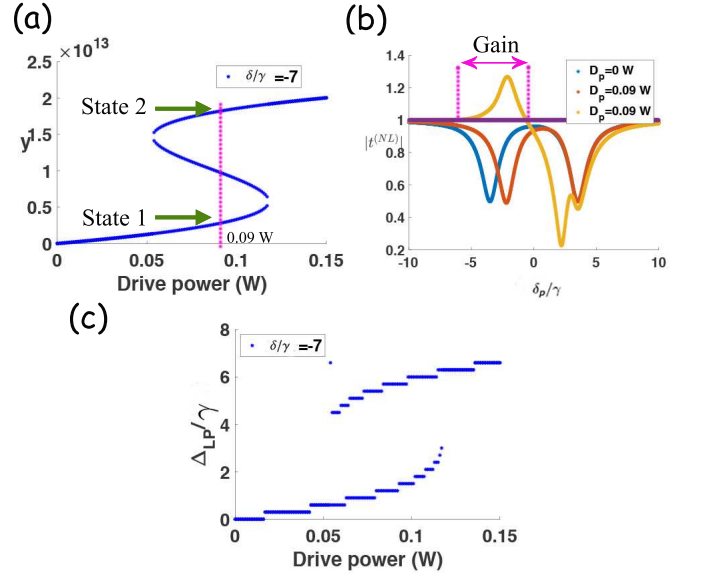 (a)
×10^13
2.5
2
1.5
1
0.5
0
y
δ/γ =-7
State 2
State 1
0.09 W
0 0.05 0.1 0.15
Drive power (W)
(b)
Gain
1.4
1.2
1
0.8
0.6
0.4
0.2
|t^(NL)|
D_p=0 W
D_p=0.09 W
D_p=0.09 W
-10 -5 0 5 10
δ_p/γ
(c)
8
6
4
2
0
Δ_LP/γ
δ/γ =-7
0 0.05 0.1 0.15
Drive power (W)